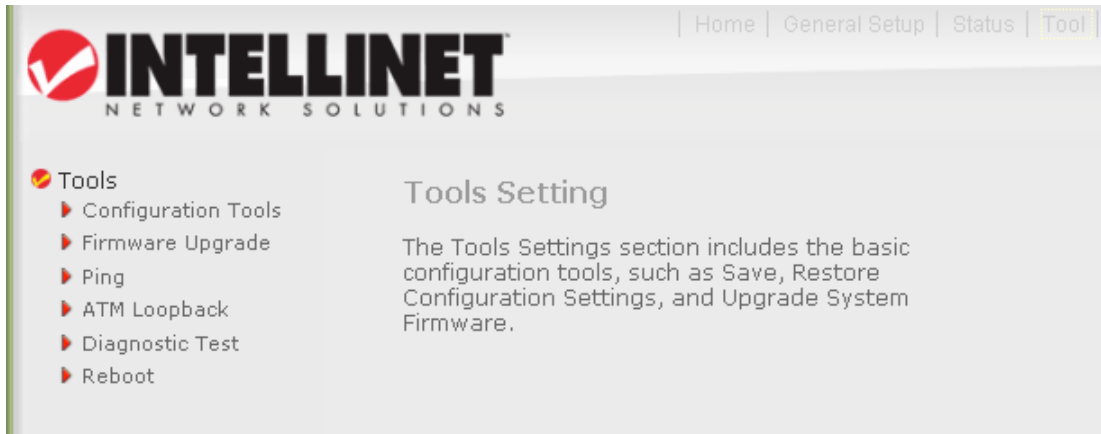 | Home | General Setup | Status | Tool |
INTELLINET
NETWORK SOLUTIONS
Tools
Configuration Tools
Firmware Upgrade
Ping
ATM Loopback
Diagnostic Test
Reboot
Tools Setting
The Tools Settings section includes the basic
configuration tools, such as Save, Restore
Configuration Settings, and Upgrade System
Firmware.